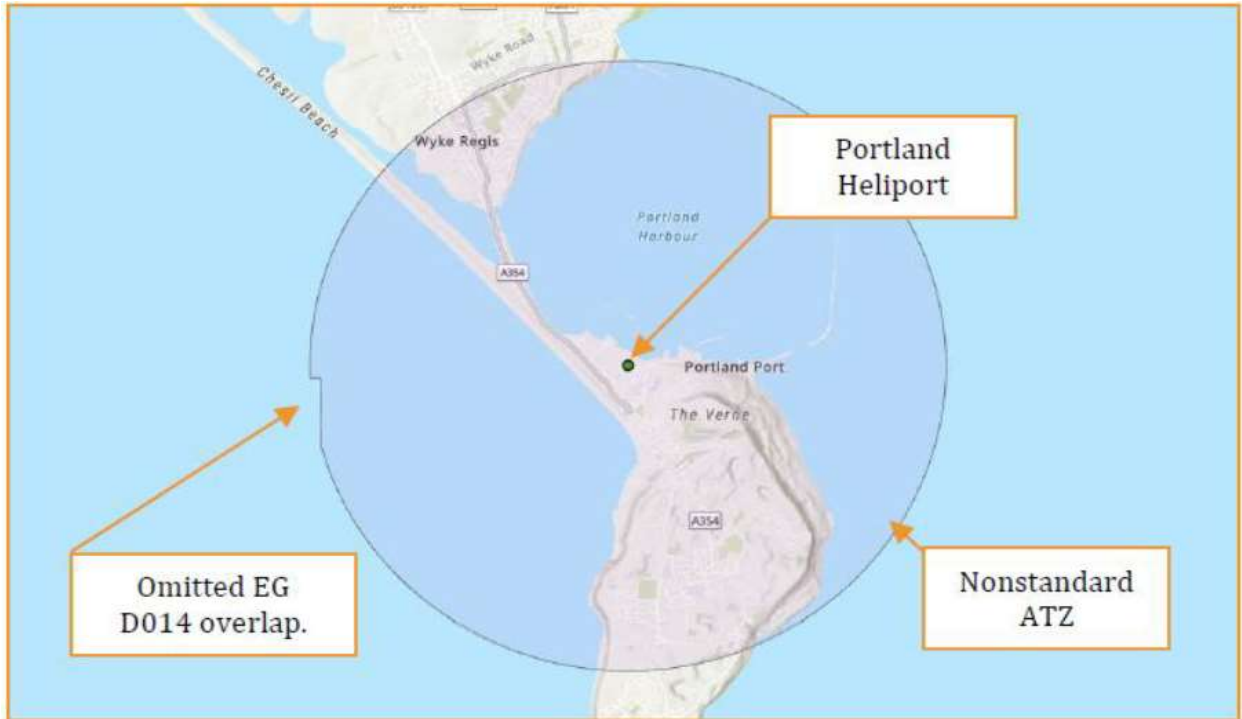 Wyke Road
Chesil Beach
Wyke Regis
Portland
Heliport
Portland
Harbour
A354
Portland Port
The Verne
A354
Omitted EG
D014 overlap.
Nonstandard
ATZ